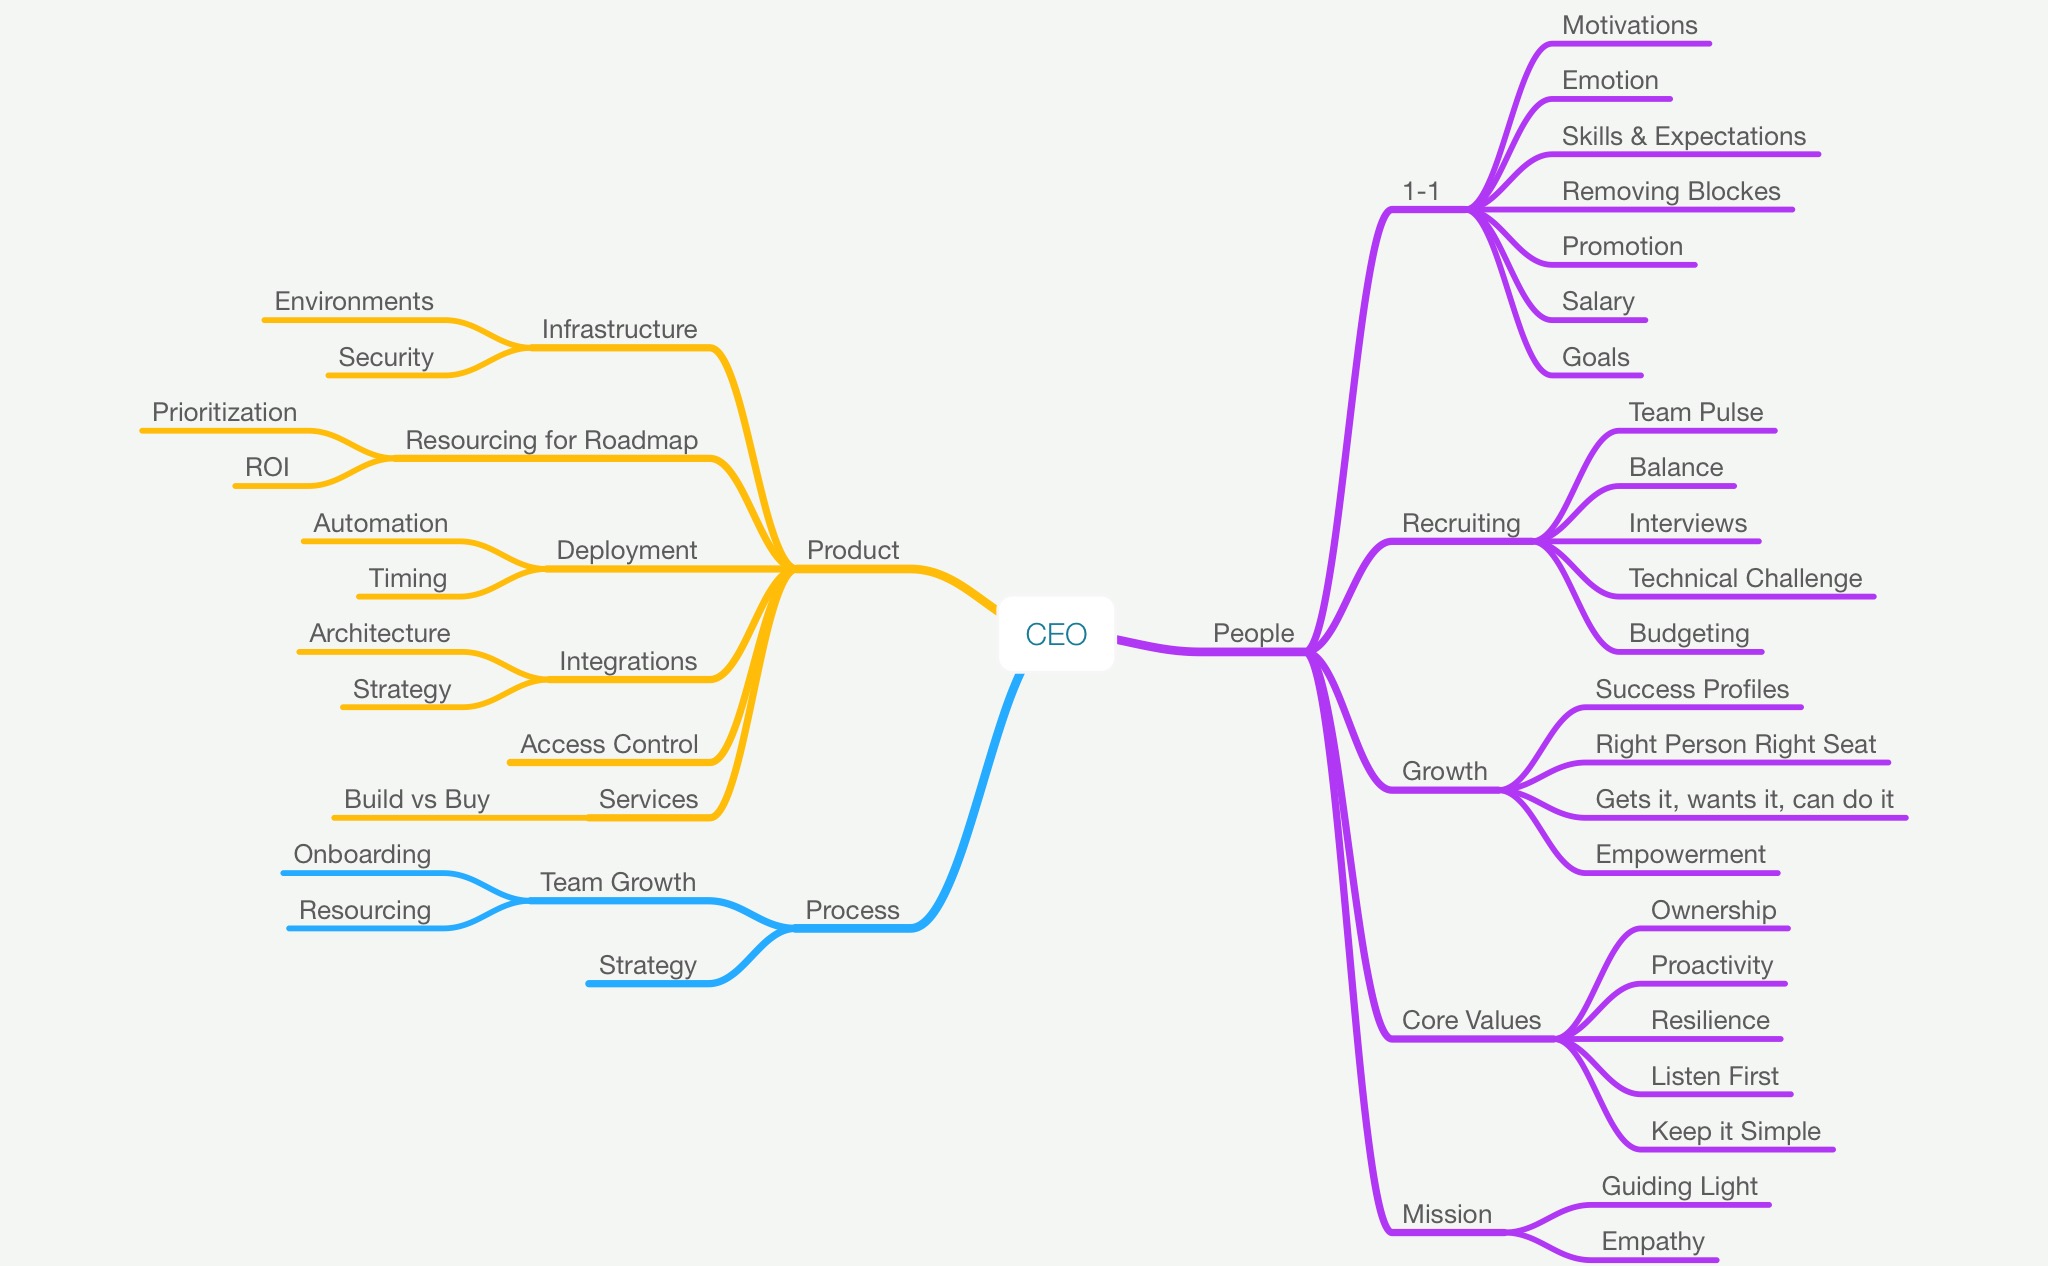 CEO
Product
Infrastructure
Environments
Security
Resourcing for Roadmap
Prioritization
ROI
Deployment
Automation
Timing
Integrations
Architecture
Strategy
Access Control
Services
Build vs Buy
Process
Team Growth
Onboarding
Resourcing
Strategy
People
1-1
Motivations
Emotion
Skills & Expectations
Removing Blockes
Promotion
Salary
Goals
Recruiting
Team Pulse
Balance
Interviews
Technical Challenge
Budgeting
Growth
Success Profiles
Right Person Right Seat
Gets it, wants it, can do it
Empowerment
Core Values
Ownership
Proactivity
Resilience
Listen First
Keep it Simple
Mission
Guiding Light
Empathy